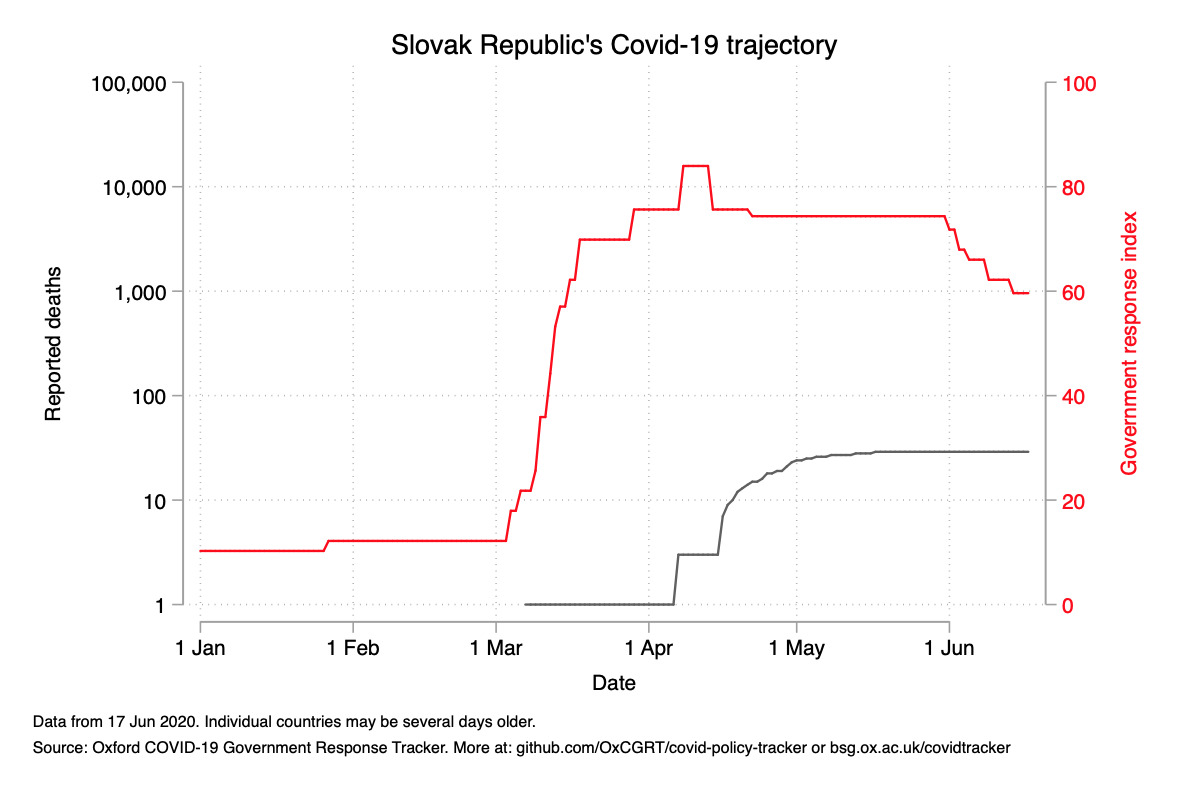 Slovak Republic's Covid-19 trajectory
100,000
10,000
1,000
100
10
1
Reported deaths
100
80
60
40
20
0
Government response index
1 Jan
1 Feb
1 Mar
1 Apr
1 May
1 Jun
Date
Data from 17 Jun 2020. Individual countries may be several days older.
Source: Oxford COVID-19 Government Response Tracker. More at: github.com/OxCGRT/covid-policy-tracker or bsg.ox.ac.uk/covidtracker